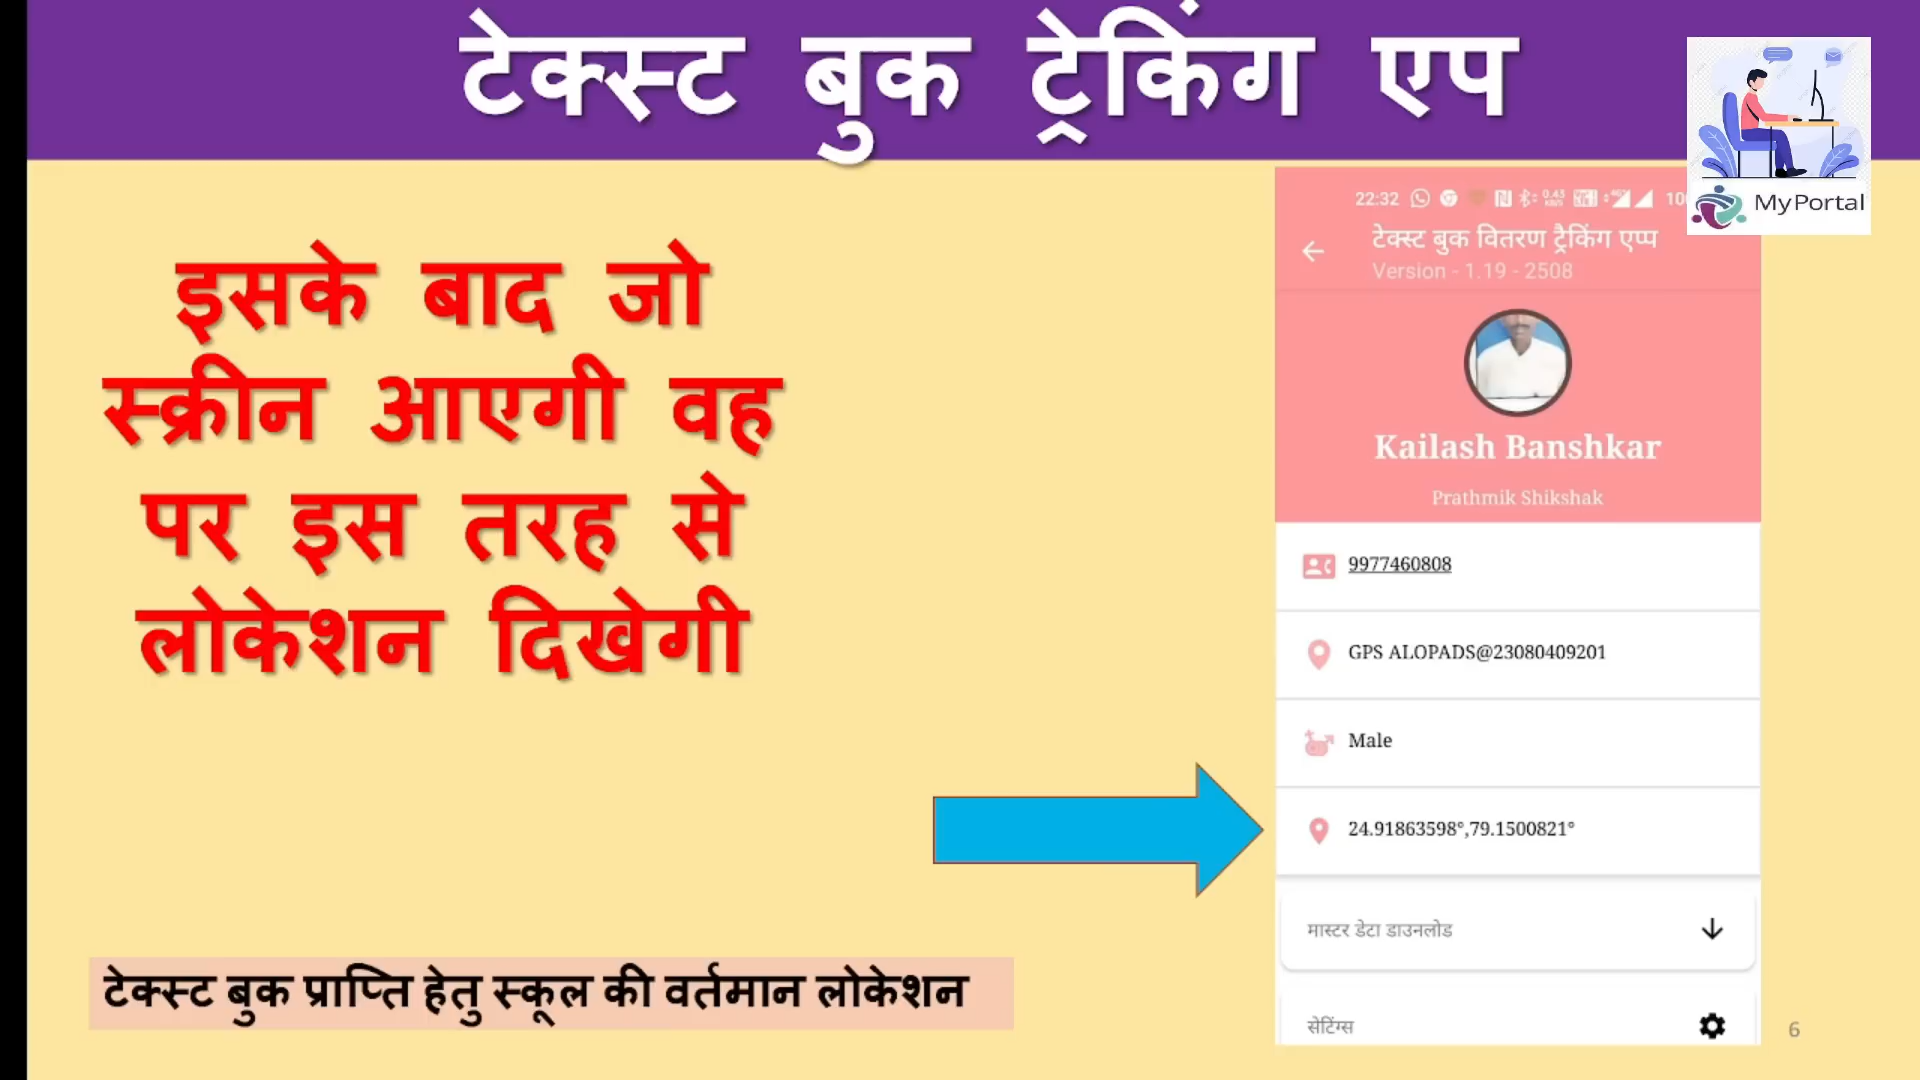 टेक्स्ट बुक ट्रेकिंग एप
MyPortal
इसके बाद जो
स्क्रीन आएगी वह
पर इस तरह से
लोकेशन दिखेगी
टेक्स्ट बुक प्राप्ति हेतु स्कूल की वर्तमान लोकेशन
22:32
टेक्स्ट बुक वितरण ट्रैकिंग एप्प
Version - 1.19 - 2508
Kailash Banshkar
Prathmik Shikshak
9977460808
GPS ALOPADS@23080409201
Male
24.91863598°,79.1500821°
मास्टर डेटा डाउनलोड
सेटिंग्स
6